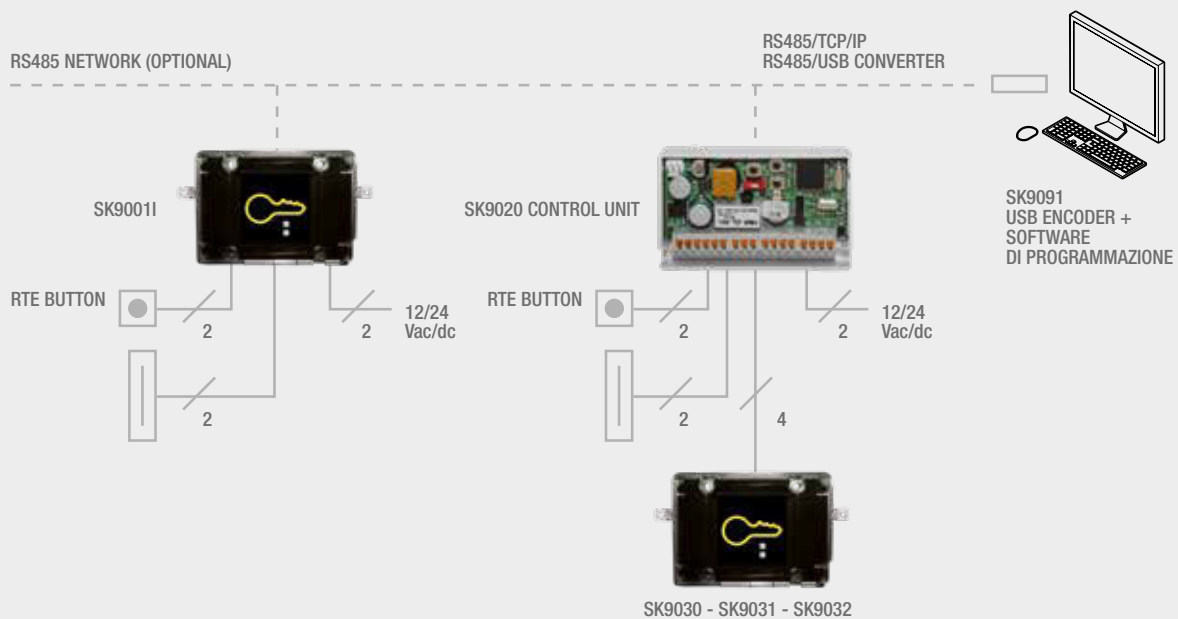 RS485 NETWORK (OPTIONAL)
RS485/TCP/IP
RS485/USB CONVERTER
SK9001I
SK9020 CONTROL UNIT
SK9091
USB ENCODER +
SOFTWARE
DI PROGRAMMAZIONE
RTE BUTTON
2
2
12/24
Vac/dc
2
RTE BUTTON
2
2
12/24
Vac/dc
2
4
SK9030 - SK9031 - SK9032